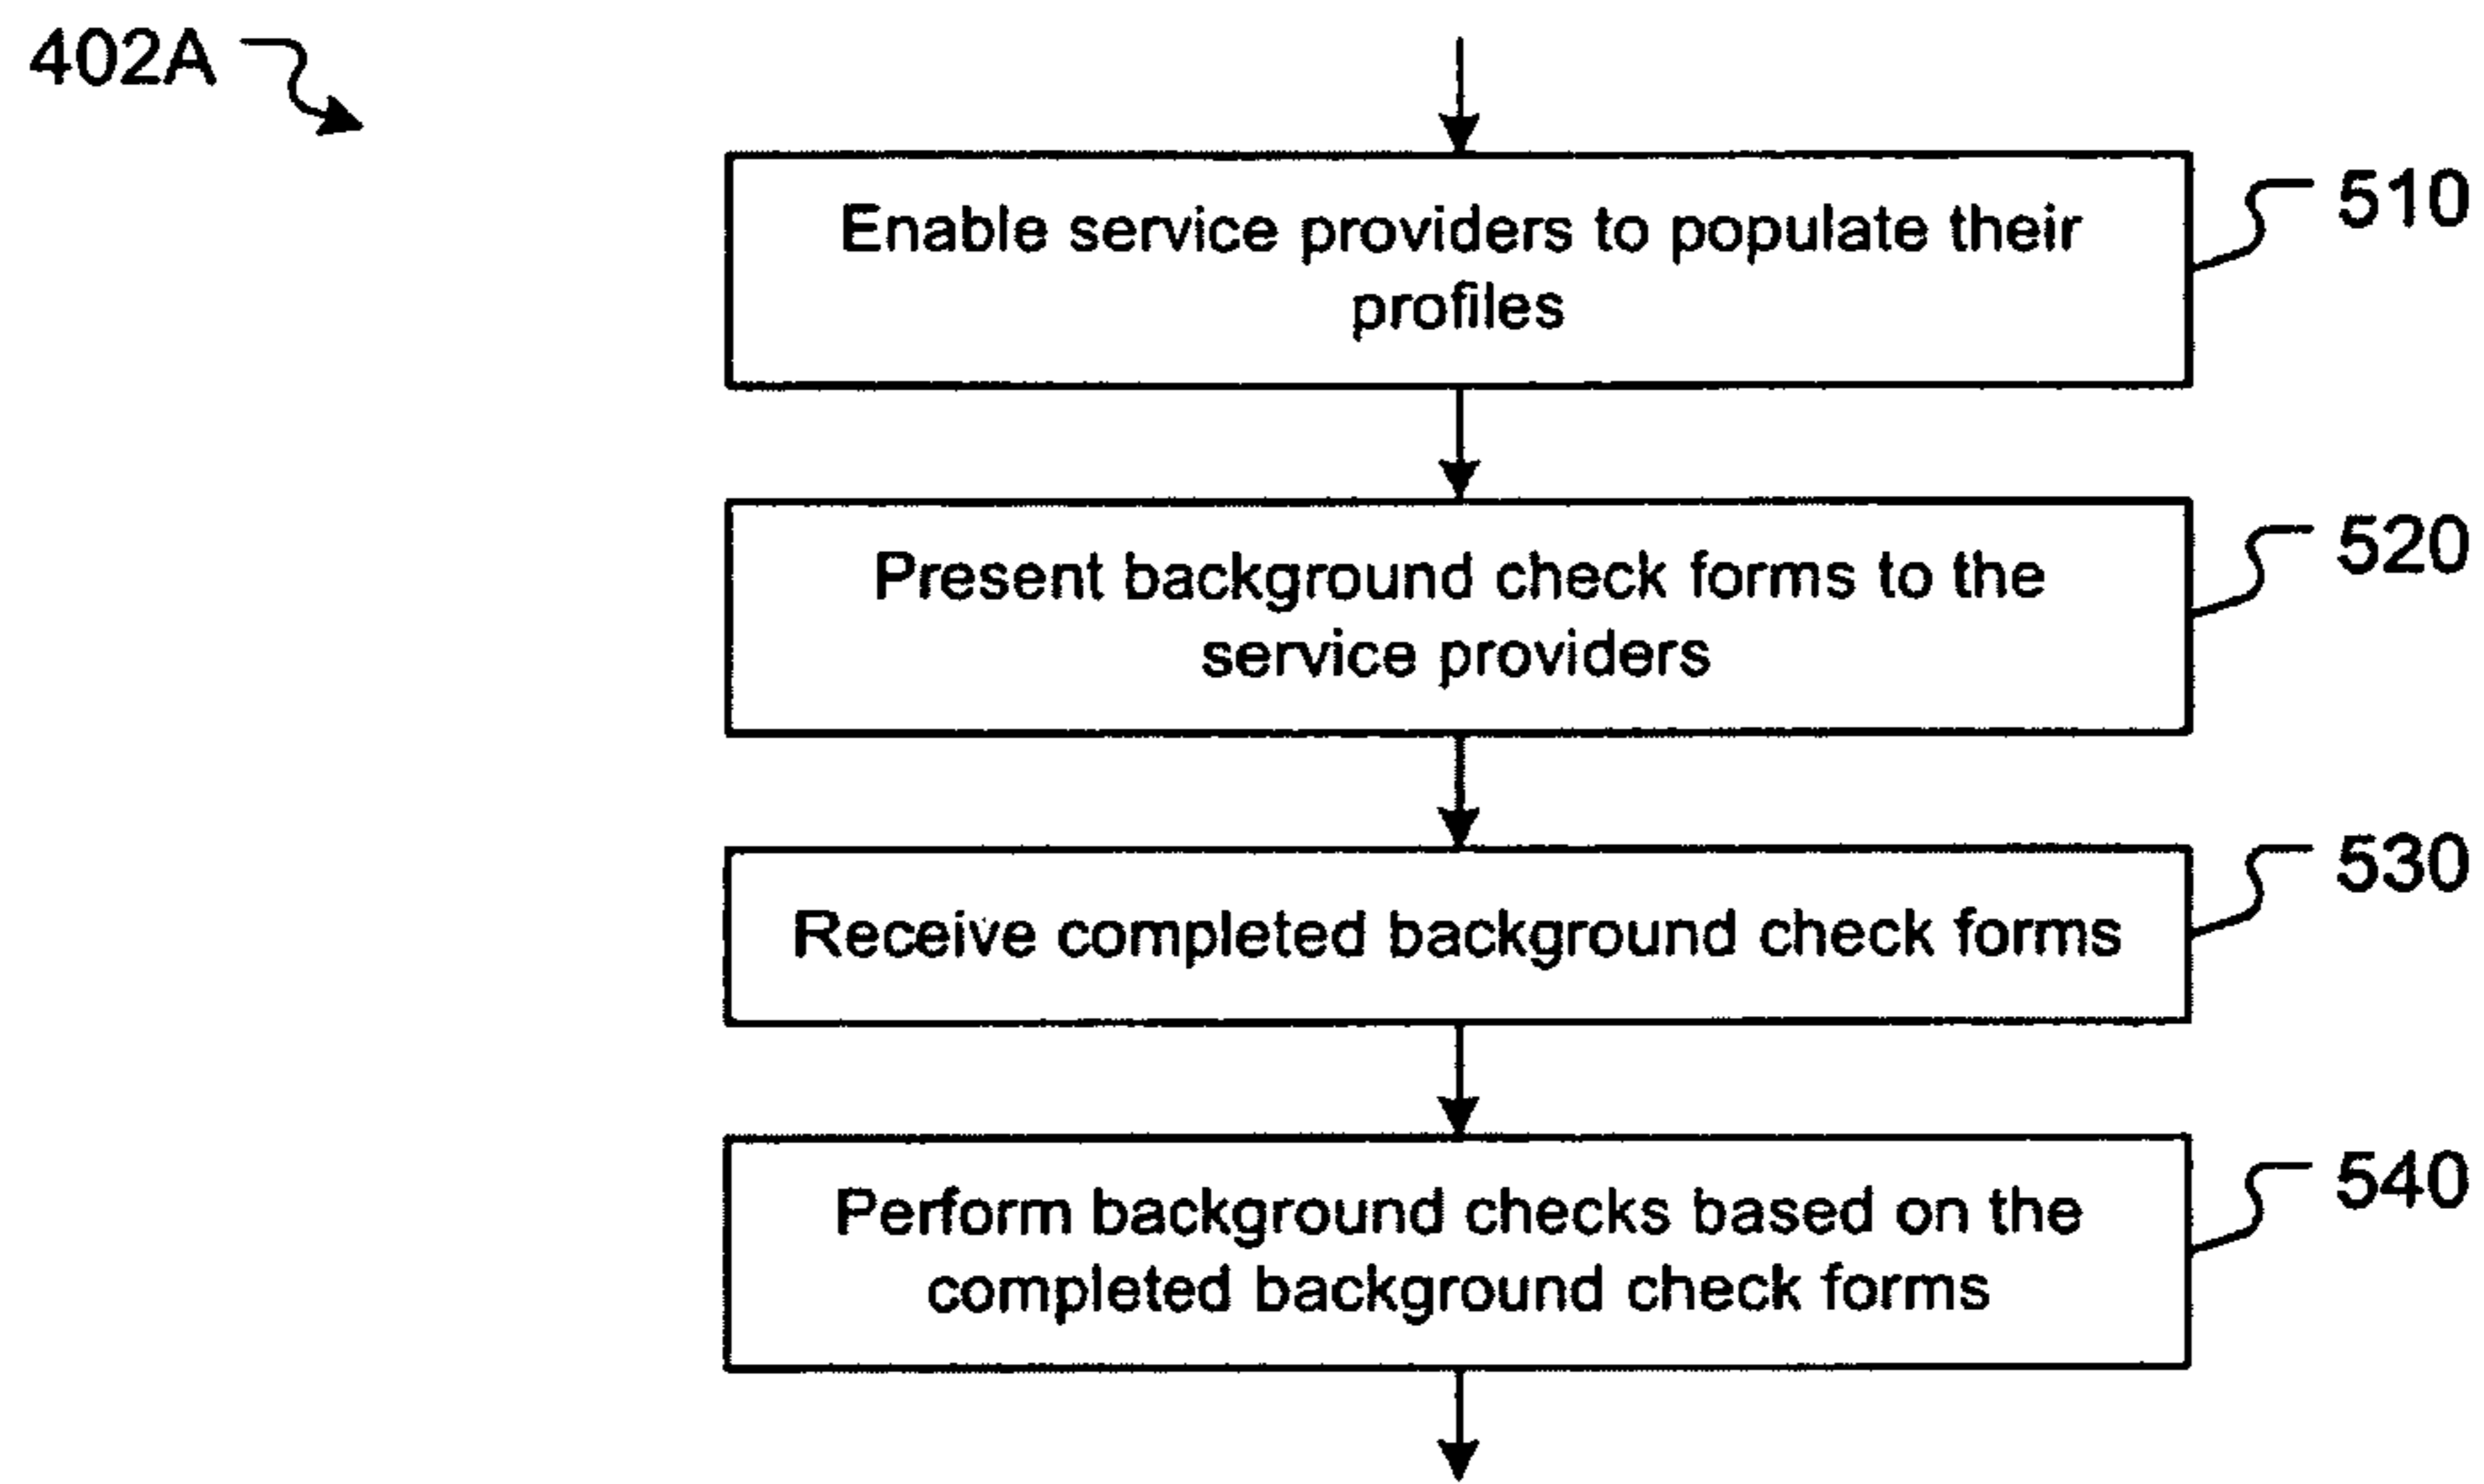 402A
Enable service providers to populate their
profiles
510
Present background check forms to the
service providers
520
Receive completed background check forms
530
Perform background checks based on the
completed background check forms
540